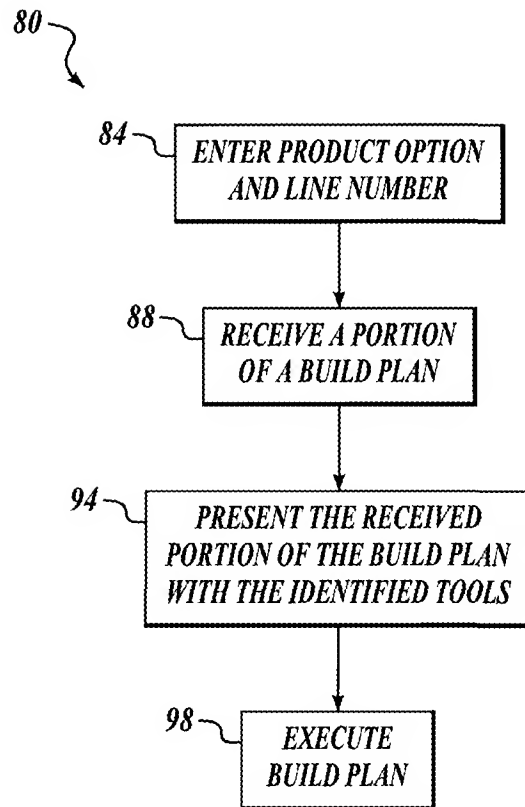 80
84
ENTER PRODUCT OPTION
AND LINE NUMBER
88
RECEIVE A PORTION
OF A BUILD PLAN
94
PRESENT THE RECEIVED
PORTION OF THE BUILD PLAN
WITH THE IDENTIFIED TOOLS
98
EXECUTE
BUILD PLAN